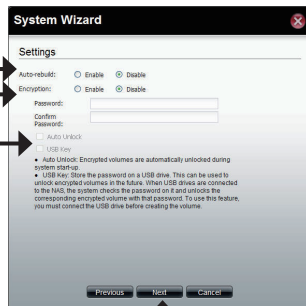 System Wizard
Settings
Auto-rebuild: Enable Disable
Encryption: Enable Disable
Password:
Confirm
Password:
Auto Unlock
USB Key
● Auto Unlock: Encrypted volumes are automatically unlocked during
system start-up.
● USB Key: Store the password on a USB drive. This can be used to
unlock encrypted volumes in the future. When USB drives are connected
to the NAS, the system checks the password on it and unlocks the
corresponding encrypted volume with that password. To use this feature,
you must connect the USB drive before creating the volume.
Previous Next Cancel